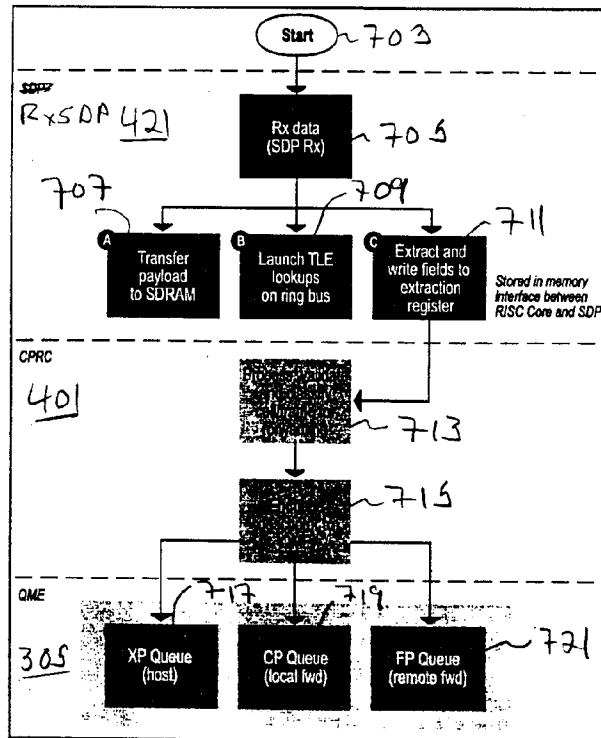 Start
703
SDP
RxSDP 421
Rx data
(SDP Rx)
705
707
709
711
A
Transfer
payload
to SDRAM
B
Launch TLE
lookups
on ring bus
C
Extract and
write fields to
extraction
register
Stored in memory
Interface between
RISC Core and SDP
CPRC
401
713
715
QME
305
717
719
721
XP Queue
(host)
CP Queue
(local fwd)
FP Queue
(remote fwd)